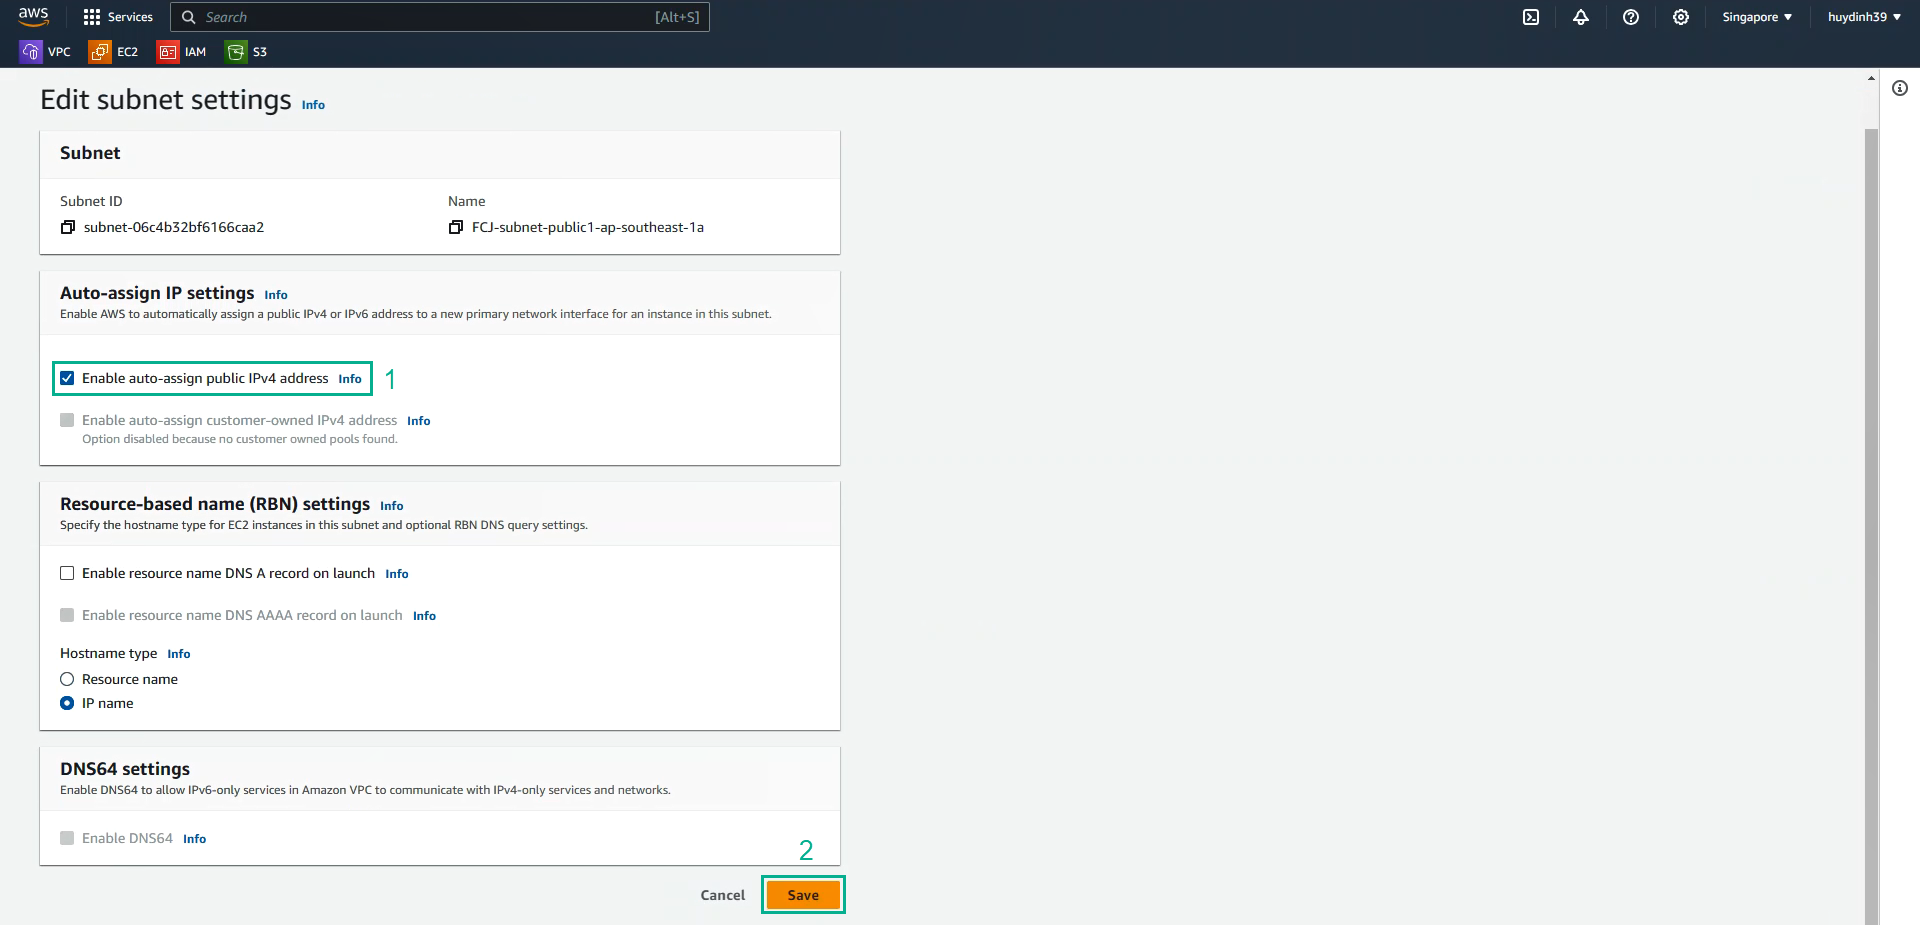 aws Services Search [Alt+S] Singapore huydinh39
VPC EC2 IAM S3
Edit subnet settings Info
Subnet
Subnet ID Name
subnet-06c4b32bf6166caa2 FCJ-subnet-public1-ap-southeast-1a
Auto-assign IP settings Info
Enable AWS to automatically assign a public IPv4 or IPv6 address to a new primary network interface for an instance in this subnet.
Enable auto-assign public IPv4 address Info 1
Enable auto-assign customer-owned IPv4 address Info
Option disabled because no customer owned pools found.
Resource-based name (RBN) settings Info
Specify the hostname type for EC2 instances in this subnet and optional RBN DNS query settings.
Enable resource name DNS A record on launch Info
Enable resource name DNS AAAA record on launch Info
Hostname type Info
Resource name
IP name
DNS64 settings
Enable DNS64 to allow IPv6-only services in Amazon VPC to communicate with IPv4-only services and networks.
Enable DNS64 Info
2
Cancel Save